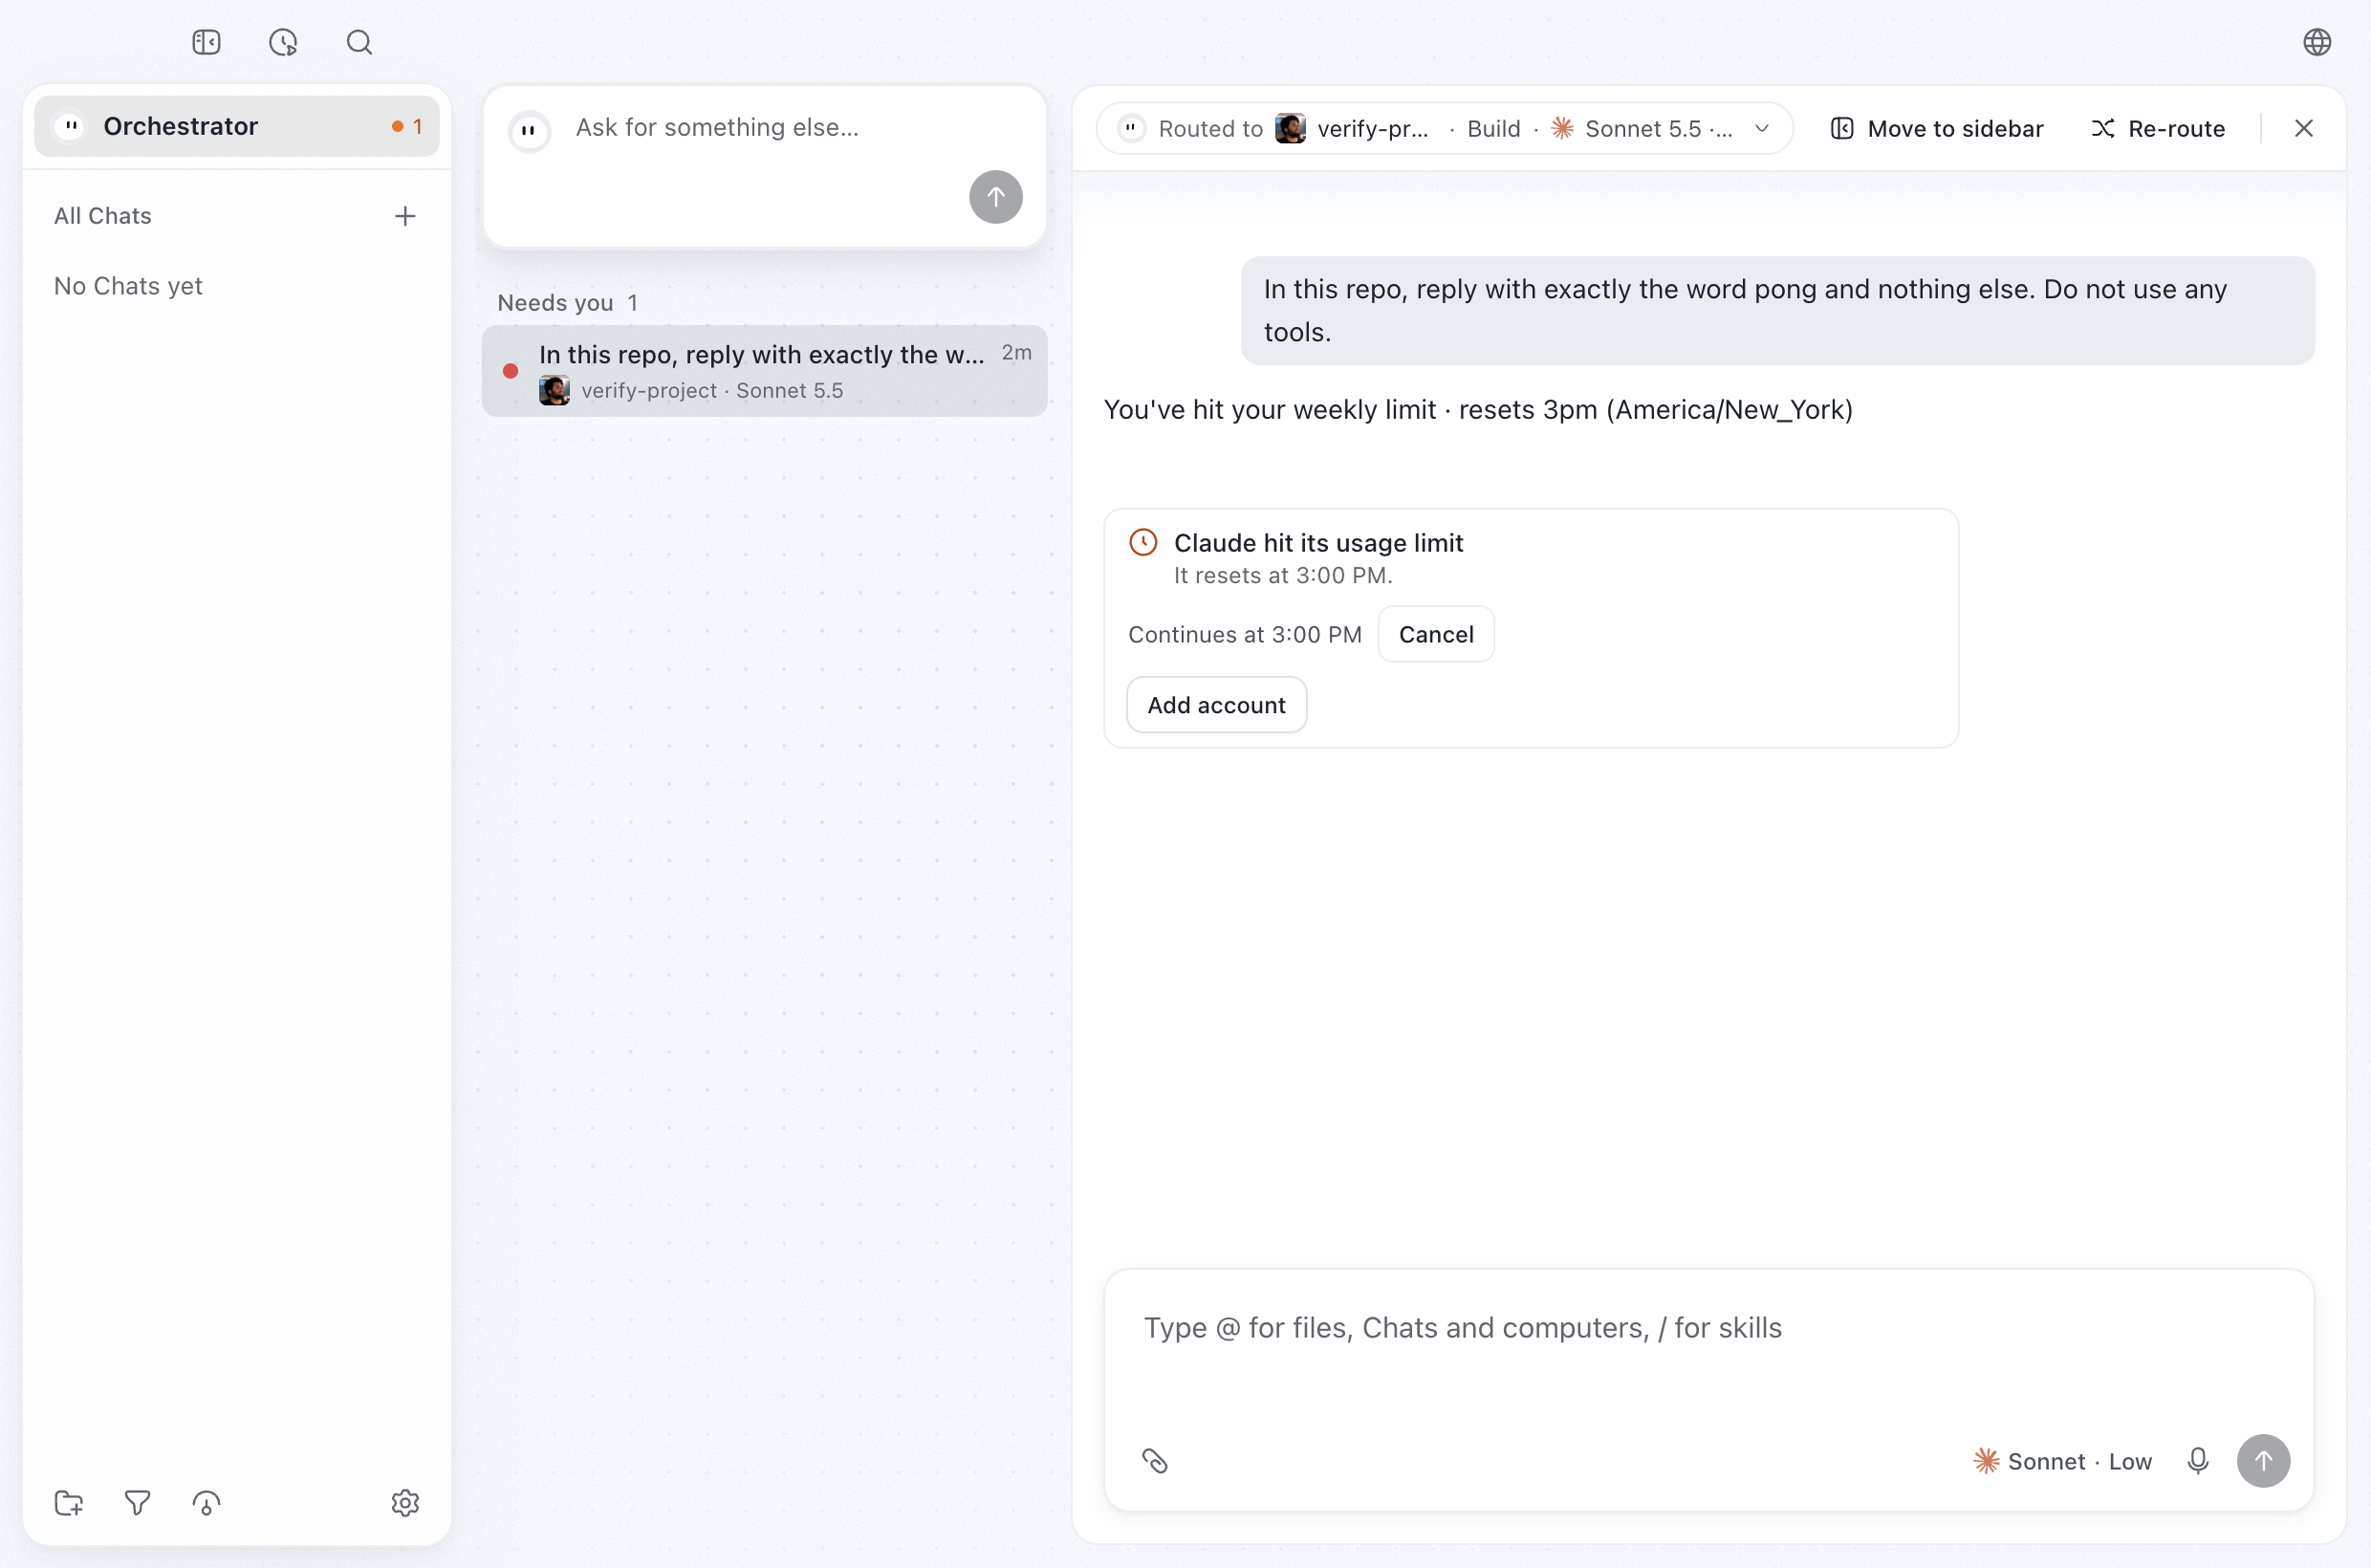 Orchestrator
1
All Chats
No Chats yet
Ask for something else...
Needs you 1
In this repo, reply with exactly the w... 2m
verify-project · Sonnet 5.5
Routed to verify-pr... · Build · Sonnet 5.5 ·...
Move to sidebar
Re-route
In this repo, reply with exactly the word pong and nothing else. Do not use any
tools.
You've hit your weekly limit · resets 3pm (America/New_York)
Claude hit its usage limit
It resets at 3:00 PM.
Continues at 3:00 PM Cancel
Add account
Type @ for files, Chats and computers, / for skills
Sonnet · Low